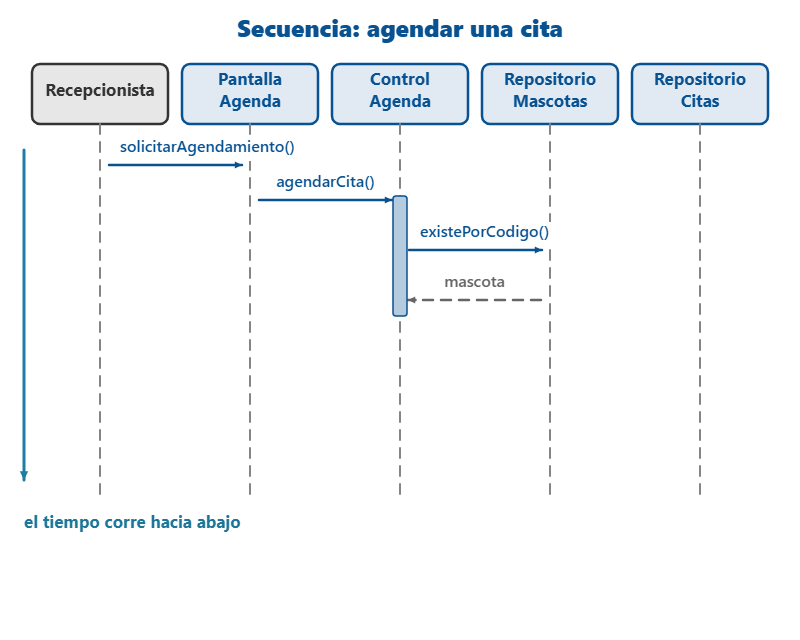 Secuencia: agendar una cita
Recepcionista
Pantalla
Agenda
Control
Agenda
Repositorio
Mascotas
Repositorio
Citas
solicitarAgendamiento()
agendarCita()
existePorCodigo()
mascota
el tiempo corre hacia abajo